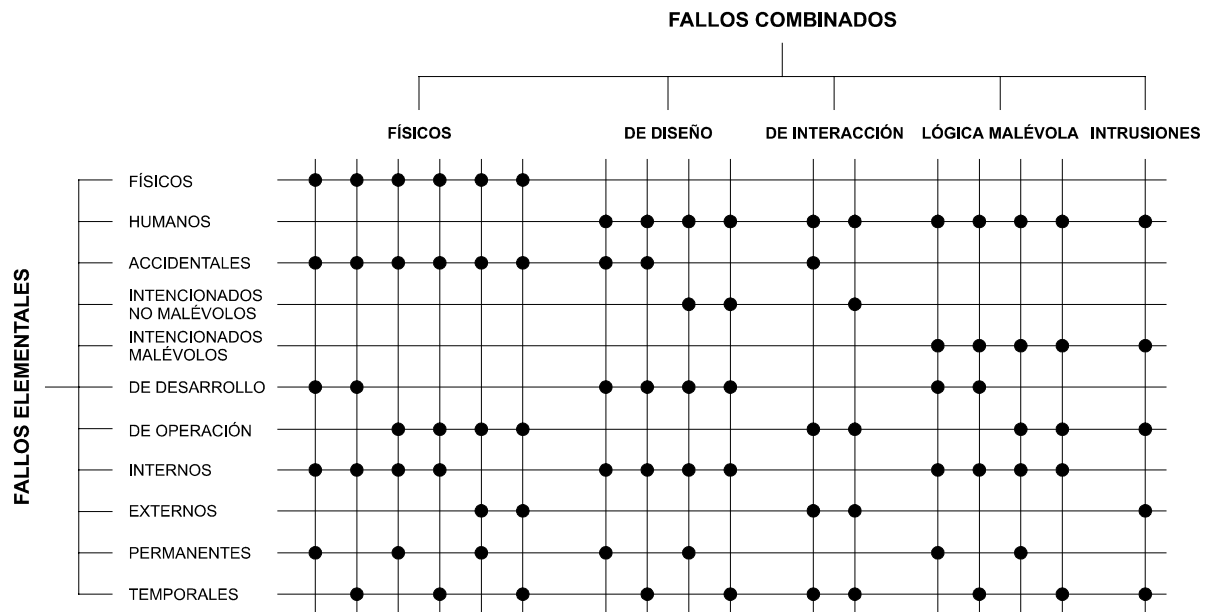 FALLOS COMBINADOS
FÍSICOS
DE DISEÑO
DE INTERACCIÓN
LÓGICA MALÉVOLA
INTRUSIONES
FALLOS ELEMENTALES
FÍSICOS
HUMANOS
ACCIDENTALES
INTENCIONADOS
NO MALÉVOLOS
INTENCIONADOS
MALÉVOLOS
DE DESARROLLO
DE OPERACIÓN
INTERNOS
EXTERNOS
PERMANENTES
TEMPORALES